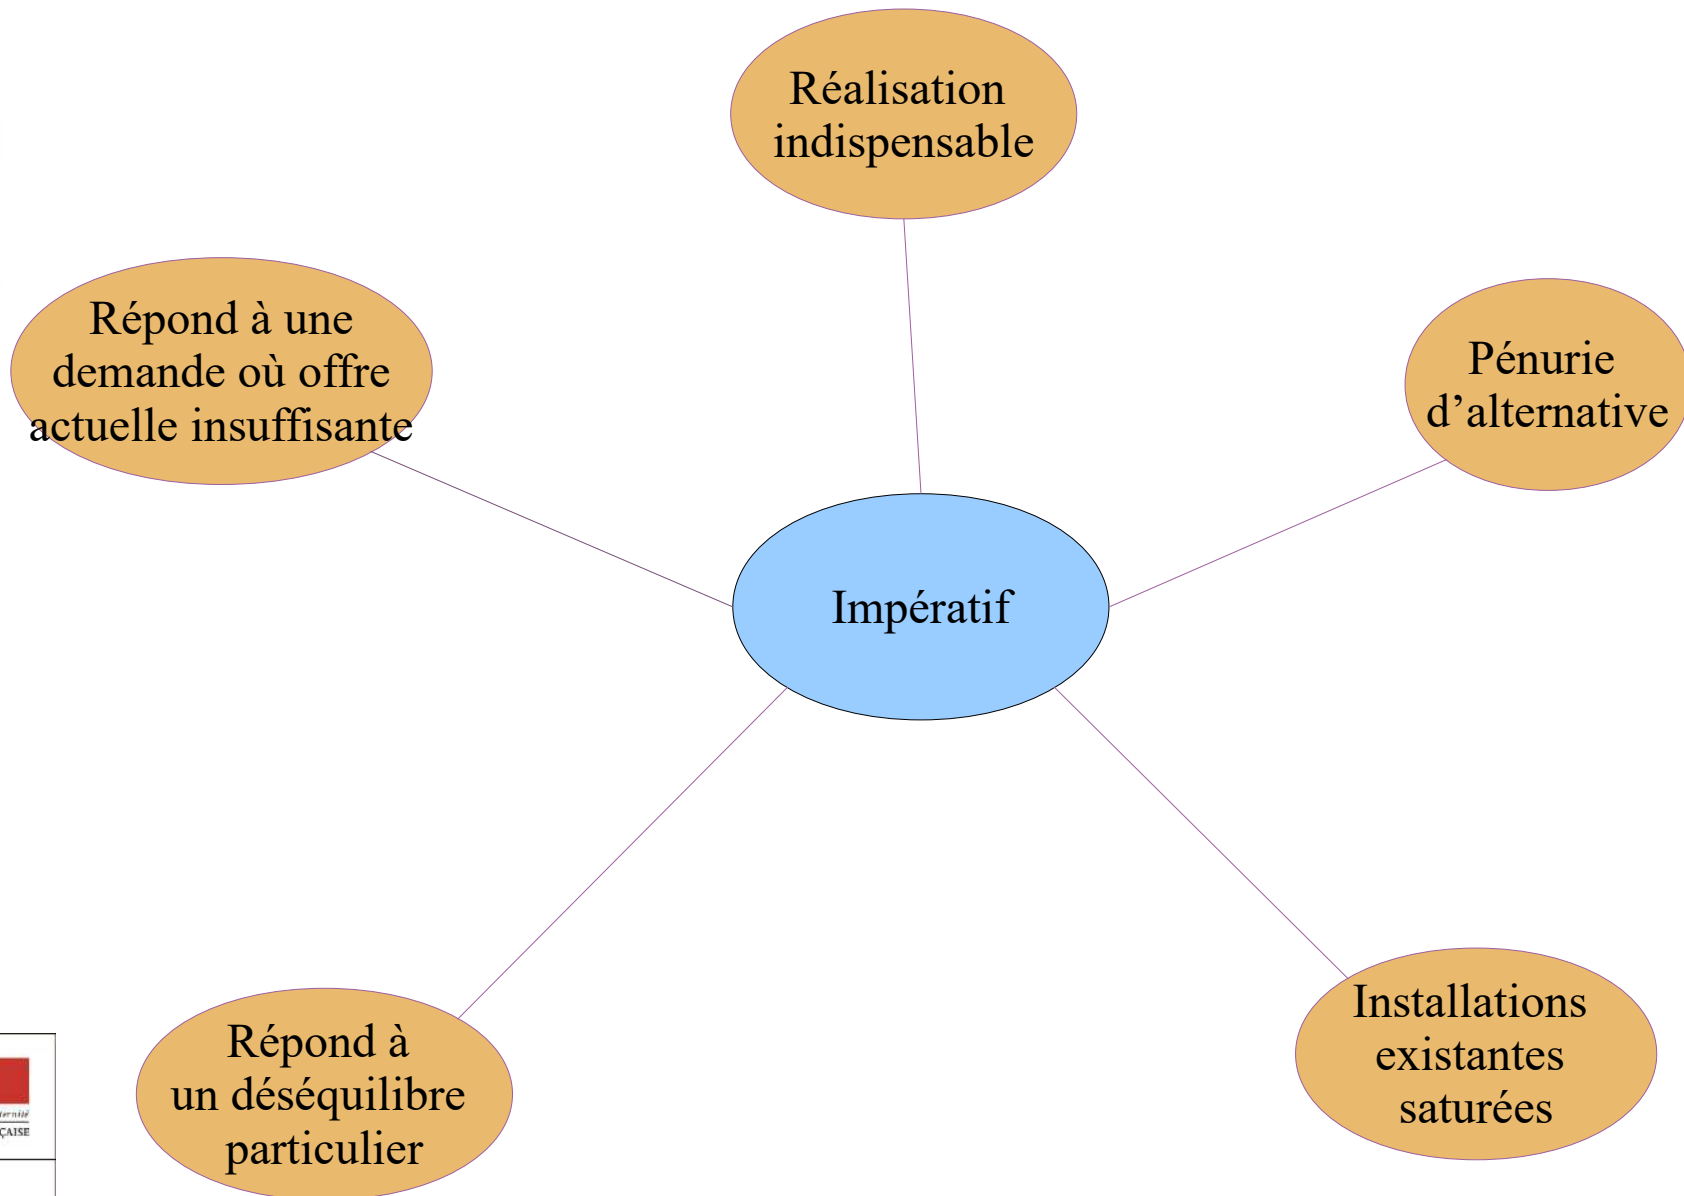 Réalisation
indispensable
Répond à une
demande où offre
actuelle insuffisante
Pénurie
d’alternative
Impératif
Installations
existantes
saturées
Répond à
un déséquilibre
particulier